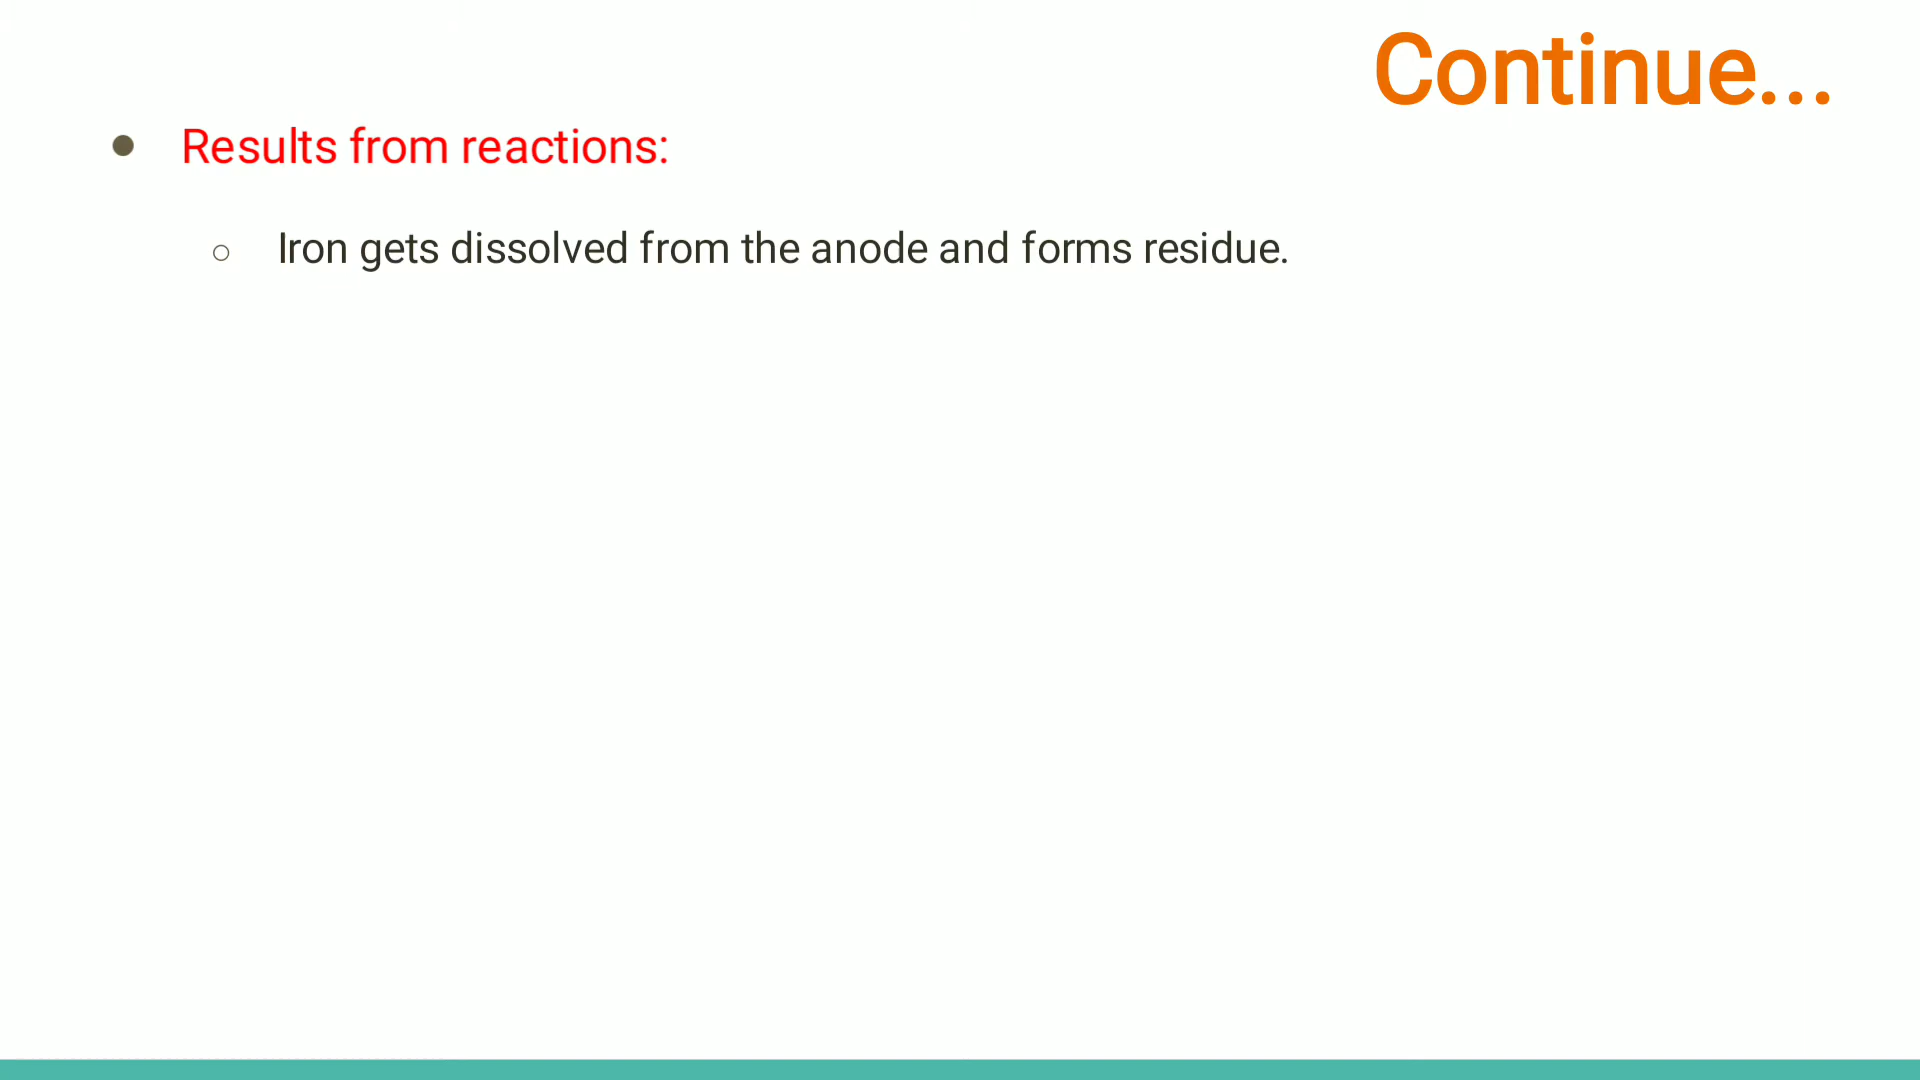 Continue...
Results from reactions:
Iron gets dissolved from the anode and forms residue.